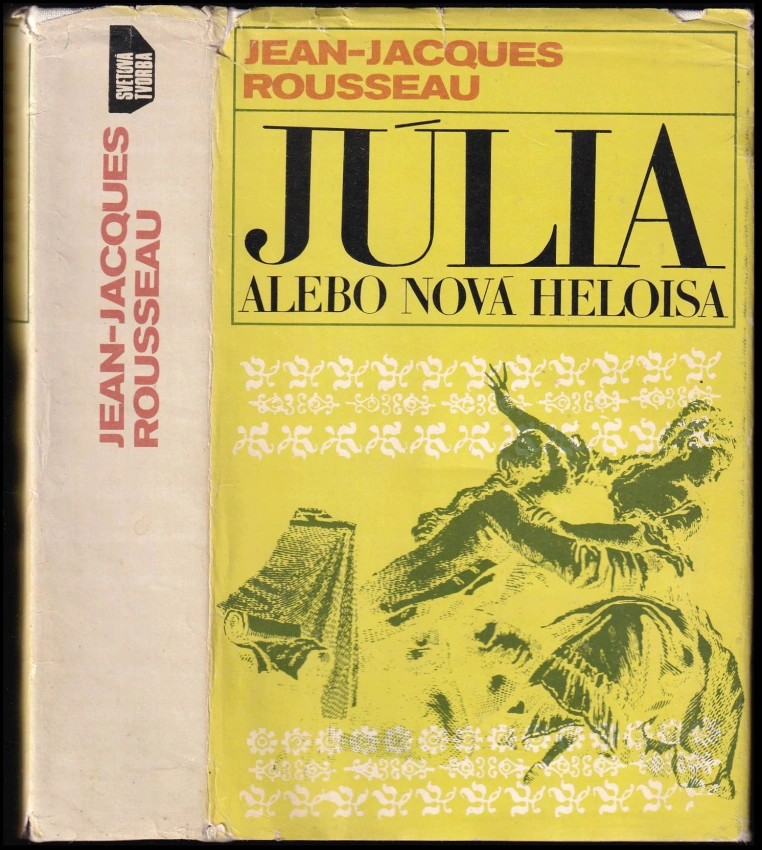 SVETOVÁ
TVORBA
JEAN-JACQUES
ROUSSEAU
JEAN-JACQUES
ROUSSEAU
JÚLIA
ALEBO NOVÁ HELOISA